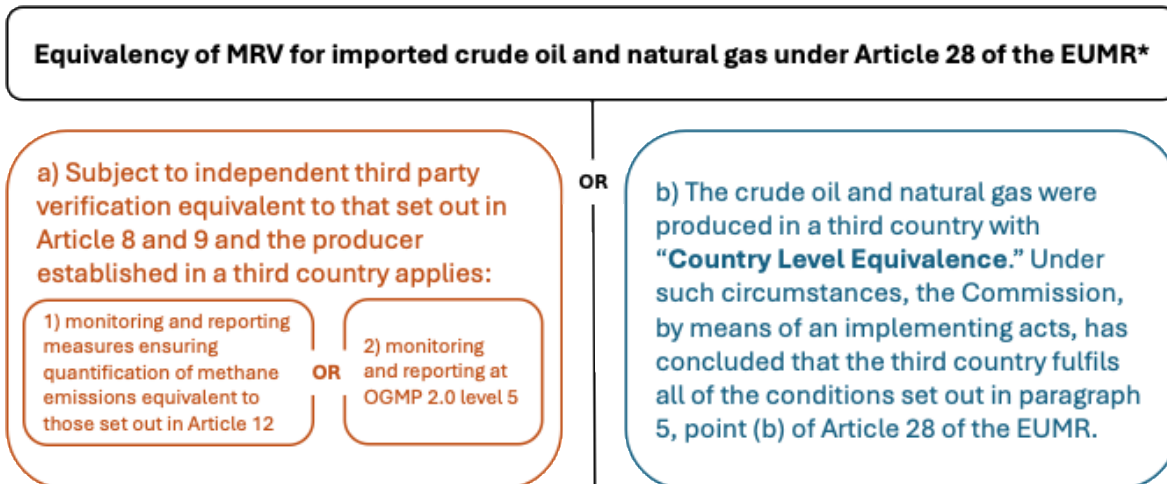 Equivalency of MRV for imported crude oil and natural gas under Article 28 of the EUMR*
a) Subject to independent third party
verification equivalent to that set out in
Article 8 and 9 and the producer
established in a third country applies:
1) monitoring and reporting
measures ensuring
quantification of methane
emissions equivalent to
those set out in Article 12
OR
2) monitoring
and reporting at
OGMP 2.0 level 5
OR
b) The crude oil and natural gas were
produced in a third country with
“Country Level Equivalence.” Under
such circumstances, the Commission,
by means of an implementing acts, has
concluded that the third country fulfils
all of the conditions set out in paragraph
5, point (b) of Article 28 of the EUMR.